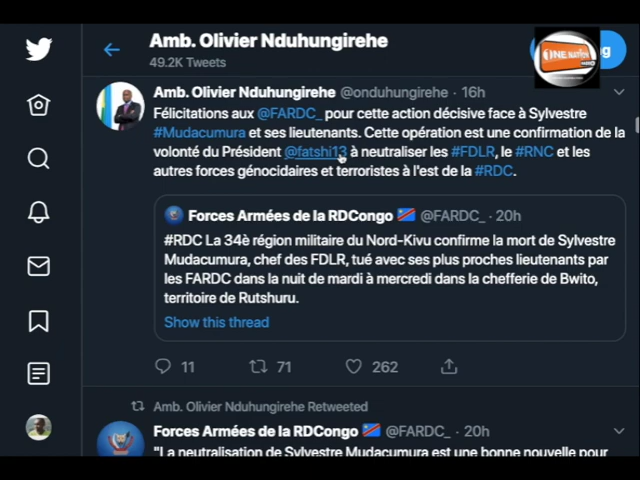 Amb. Olivier Nduhungirehe
49.2K Tweets
ONE NATION
Amb. Olivier Nduhungirehe @onduhungirehe · 16h
Félicitations aux @FARDC_ pour cette action décisive face à Sylvestre
#Mudacumura et ses lieutenants. Cette opération est une confirmation de la
volonté du Président @fatshi13 à neutraliser les #FDLR, le #RNC et les
autres forces génocidaires et terroristes à l'est de la #RDC.
Forces Armées de la RDCongo @FARDC_ · 20h
#RDC La 34è région militaire du Nord-Kivu confirme la mort de Sylvestre
Mudacumura, chef des FDLR, tué avec ses plus proches lieutenants par
les FARDC dans la nuit de mardi à mercredi dans la chefferie de Bwito,
territoire de Rutshuru.
Show this thread
11 71 262
Amb. Olivier Nduhungirehe Retweeted
Forces Armées de la RDCongo @FARDC_ · 20h
"La neutralisation de Sylvestre Mudacumura est une bonne nouvelle pour